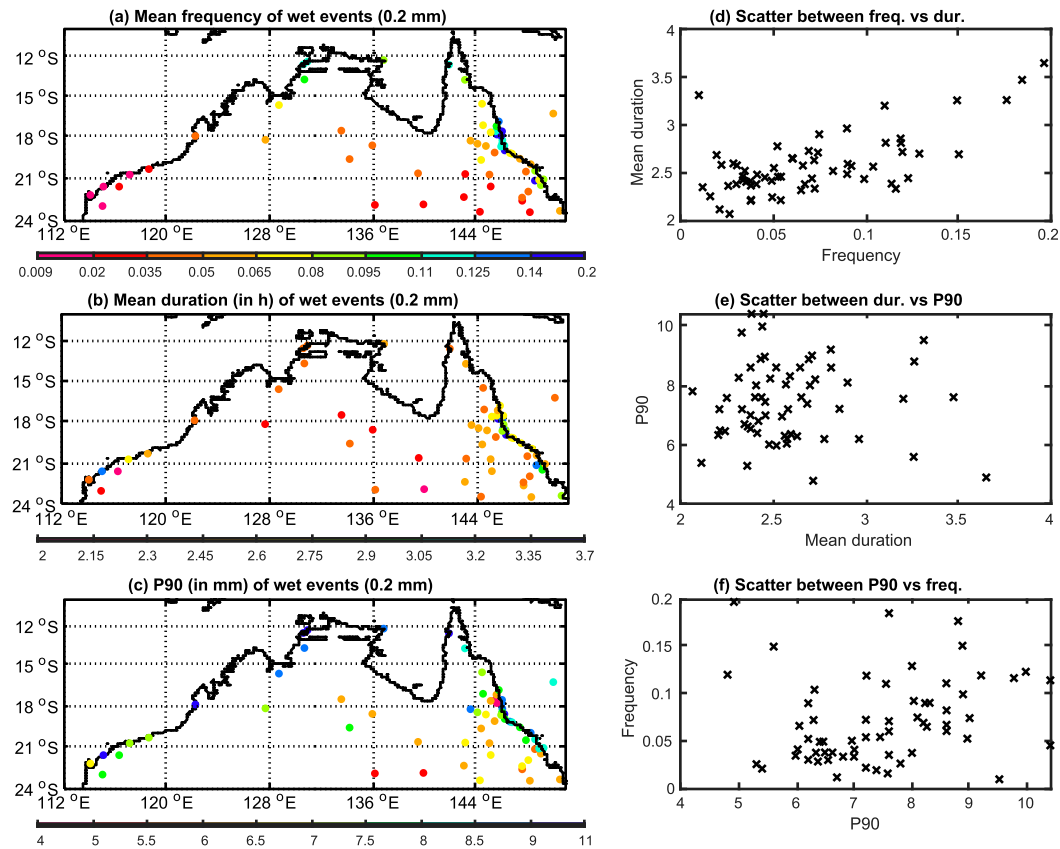 (a) Mean frequency of wet events (0.2 mm)
12 °S
15 °S
18 °S
21 °S
24 °S
112 °E 120 °E 128 °E 136 °E 144 °E
0.009 0.02 0.035 0.05 0.065 0.08 0.095 0.11 0.125 0.14 0.2
(d) Scatter between freq. vs dur.
4
3.5
3
2.5
2
Mean duration
0 0.05 0.1 0.15 0.2
Frequency
(b) Mean duration (in h) of wet events (0.2 mm)
12 °S
15 °S
18 °S
21 °S
24 °S
112 °E 120 °E 128 °E 136 °E 144 °E
2 2.15 2.3 2.45 2.6 2.75 2.9 3.05 3.2 3.35 3.7
(e) Scatter between dur. vs P90
10
8
6
4
P90
2 2.5 3 3.5 4
Mean duration
(c) P90 (in mm) of wet events (0.2 mm)
12 °S
15 °S
18 °S
21 °S
24 °S
112 °E 120 °E 128 °E 136 °E 144 °E
4 5 5.5 6 6.5 7 7.5 8 8.5 9 11
(f) Scatter between P90 vs freq.
0.2
0.15
0.1
0.05
0
Frequency
4 5 6 7 8 9 10
P90